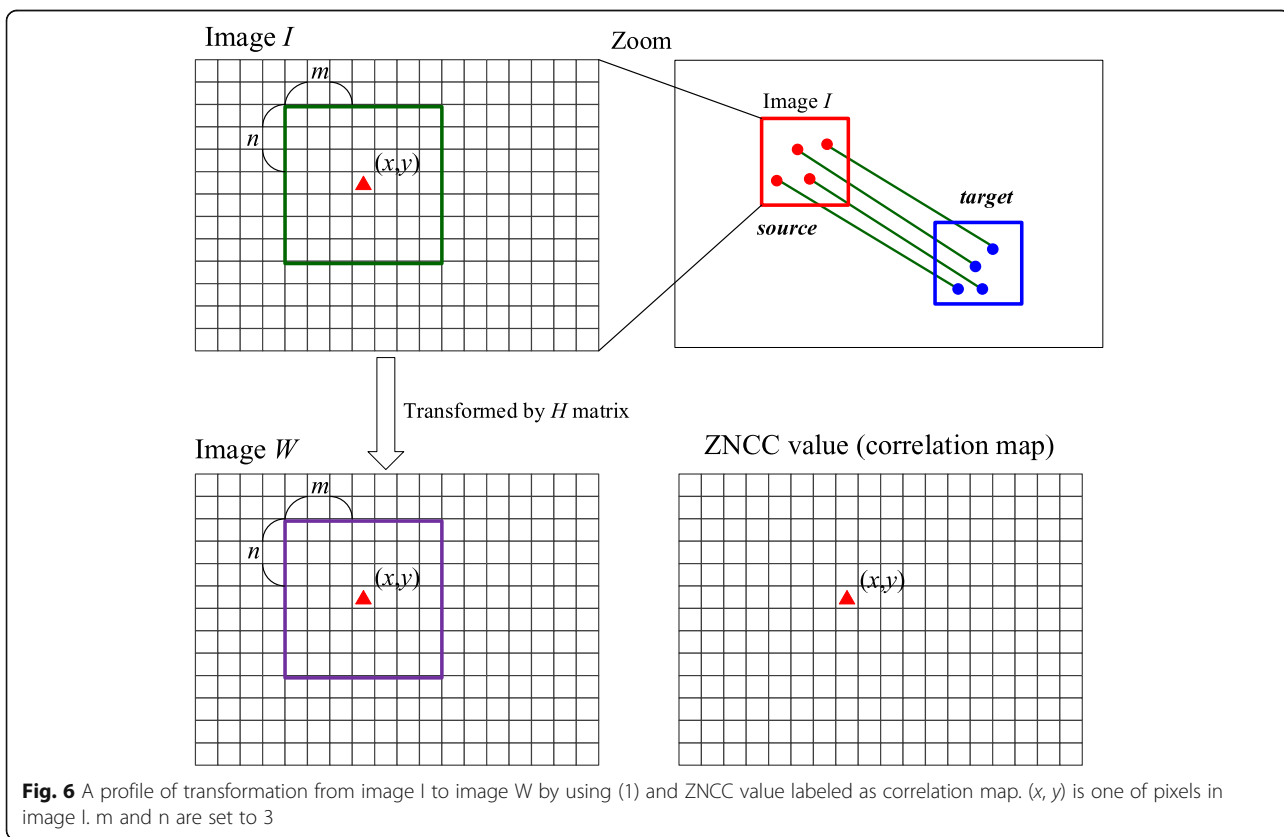 Image I
Zoom
m
n
(x,y)
Image I
source
target
Transformed by H matrix
Image W
m
n
(x,y)
ZNCC value (correlation map)
(x,y)
Fig. 6 A profile of transformation from image I to image W by using (1) and ZNCC value labeled as correlation map. (x, y) is one of pixels in
image I. m and n are set to 3